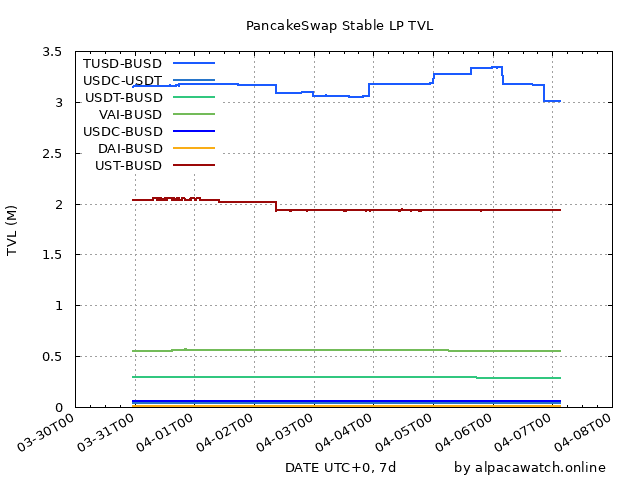 PancakeSwap Stable LP TVL
TVL (M)
3.5
3
2.5
2
1.5
1
0.5
0
TUSD-BUSD
USDC-USDT
USDT-BUSD
VAI-BUSD
USDC-BUSD
DAI-BUSD
UST-BUSD
03-30T00
03-31T00
04-01T00
04-02T00
04-03T00
04-04T00
04-05T00
04-06T00
04-07T00
04-08T00
DATE UTC+0, 7d
by alpacawatch.online